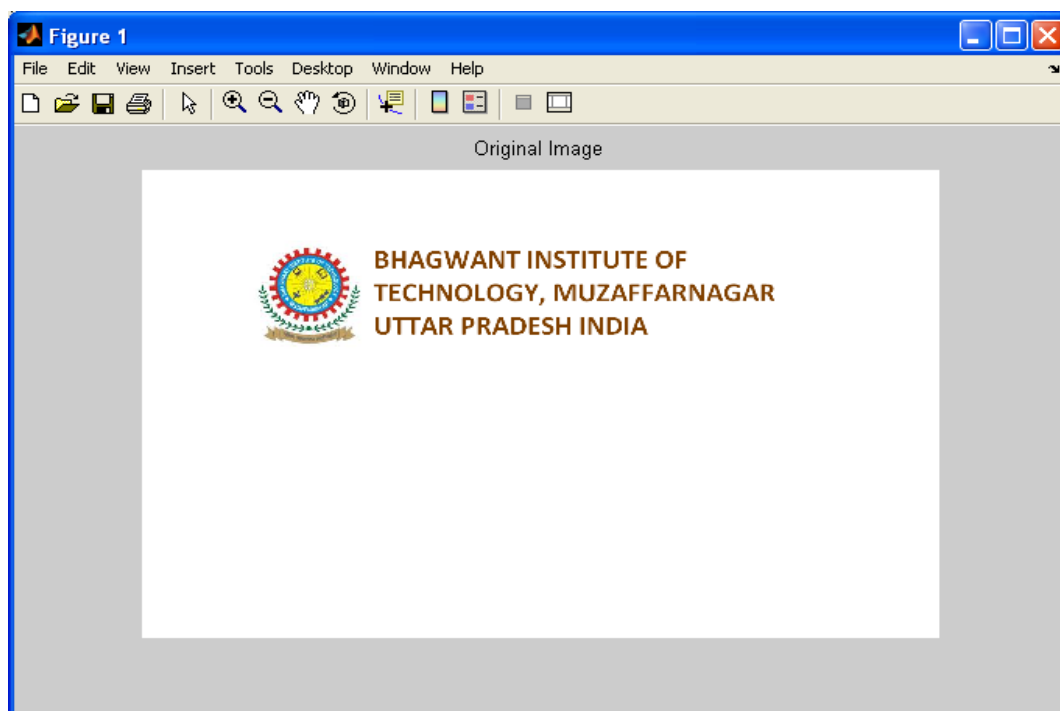 Figure 1
File Edit View Insert Tools Desktop Window Help
Original Image
BHAGWANT INSTITUTE OF
TECHNOLOGY, MUZAFFARNAGAR
UTTAR PRADESH INDIA